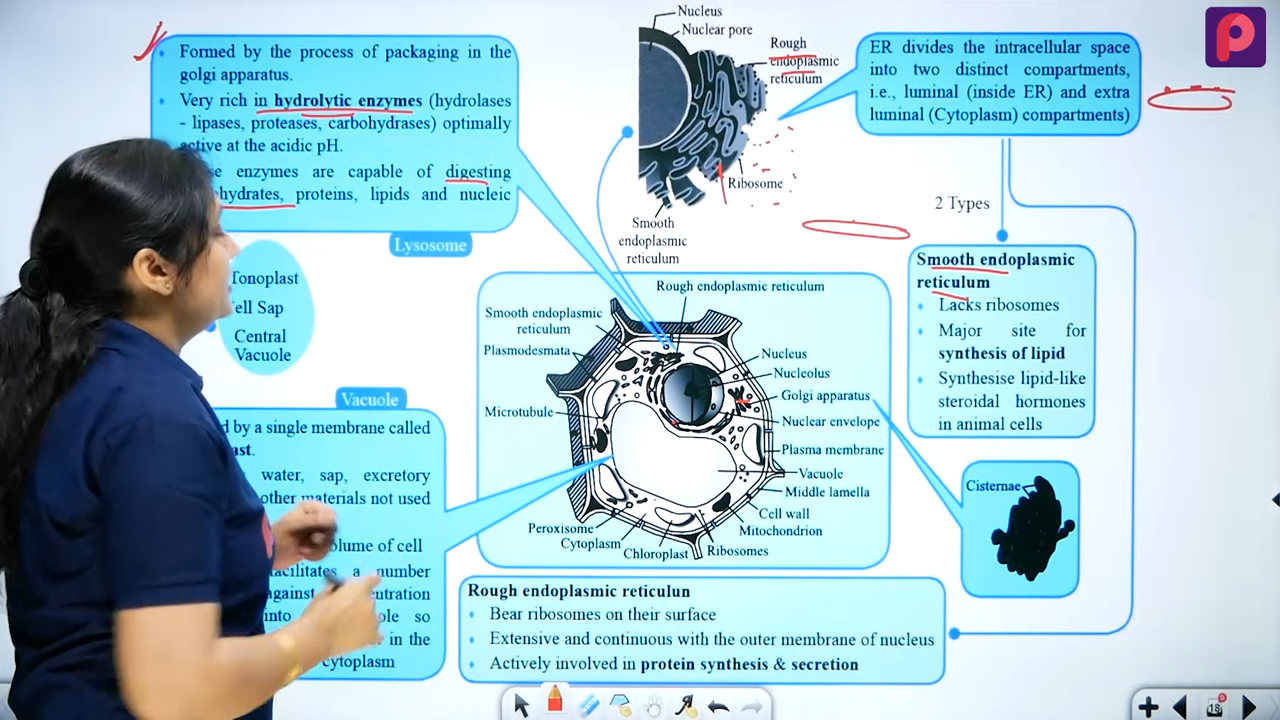 Formed by the process of packaging in the
golgi apparatus.
Very rich in hydrolytic enzymes (hydrolases
- lipases, proteases, carbohydrases) optimally
active at the acidic pH.
enzymes are capable of digesting
proteins, lipids and nucleic
Lysosome
Tonoplast
Sap
Central
Vacuole
Vacuole
by a single membrane called
water, sap, excretory
other materials not used
of cell
facilitates a number
against
into so
in the
cytoplasm
Nucleus
Nuclear pore
Rough
endoplasmic
reticulum
Ribosome
Smooth
endoplasmic
reticulum
ER divides the intracellular space
into two distinct compartments,
i.e., luminal (inside ER) and extra
luminal (Cytoplasm) compartments)
2 Types
Smooth endoplasmic
reticulum
Lacks ribosomes
Major site for
synthesis of lipid
Synthesise lipid-like
steroidal hormones
in animal cells
Rough endoplasmic reticulum
Smooth endoplasmic
reticulum
Plasmodesmata
Microtubule
Nucleus
Nucleolus
Golgi apparatus
Nuclear envelope
Plasma membrane
Vacuole
Middle lamella
Cell wall
Mitochondrion
Ribosomes
Chloroplast
Cytoplasm
Peroxisome
Cisternae
Rough endoplasmic reticulun
Bear ribosomes on their surface
Extensive and continuous with the outer membrane of nucleus
Actively involved in protein synthesis & secretion
18